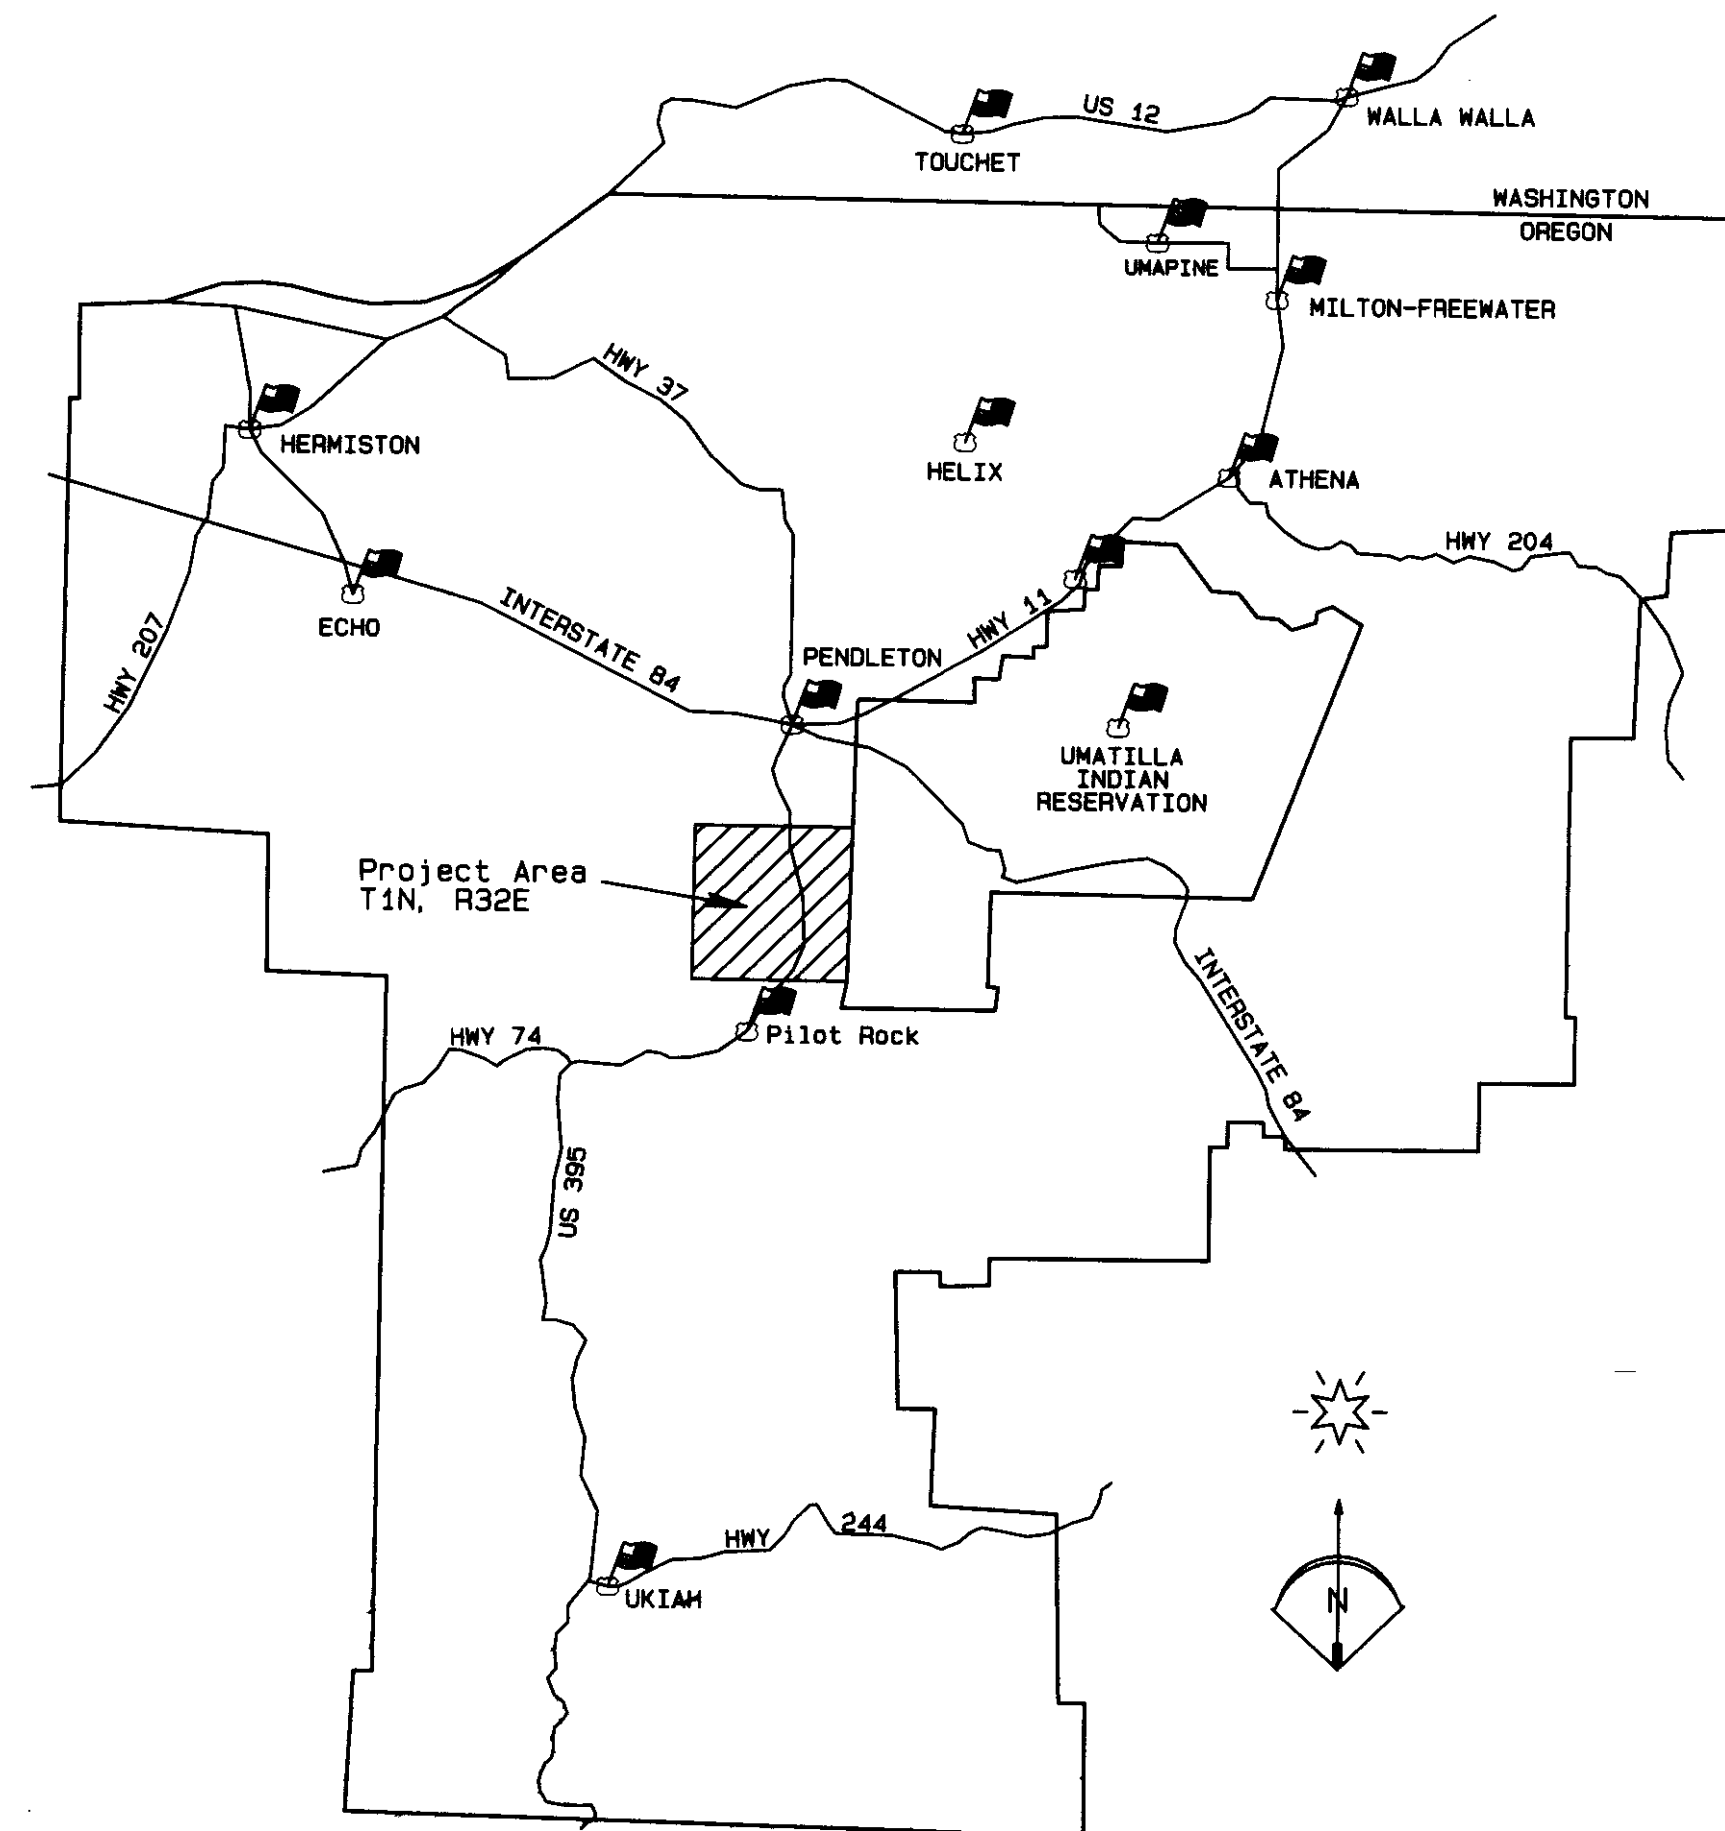 US 12
WALLA WALLA
TOUCHET
WASHINGTON
OREGON
UMAPINE
MILTON-FREEWATER
HWY 37
HERMISTON
HELIX
ATHENA
HWY 204
ECHO
INTERSTATE 84
HWY 11
HWY 207
PENDLETON
UMATILLA
INDIAN
RESERVATION
Project Area
T1N, R32E
INTERSTATE 84
HWY 74
Pilot Rock
US 395
HWY 244
UKIAH
N